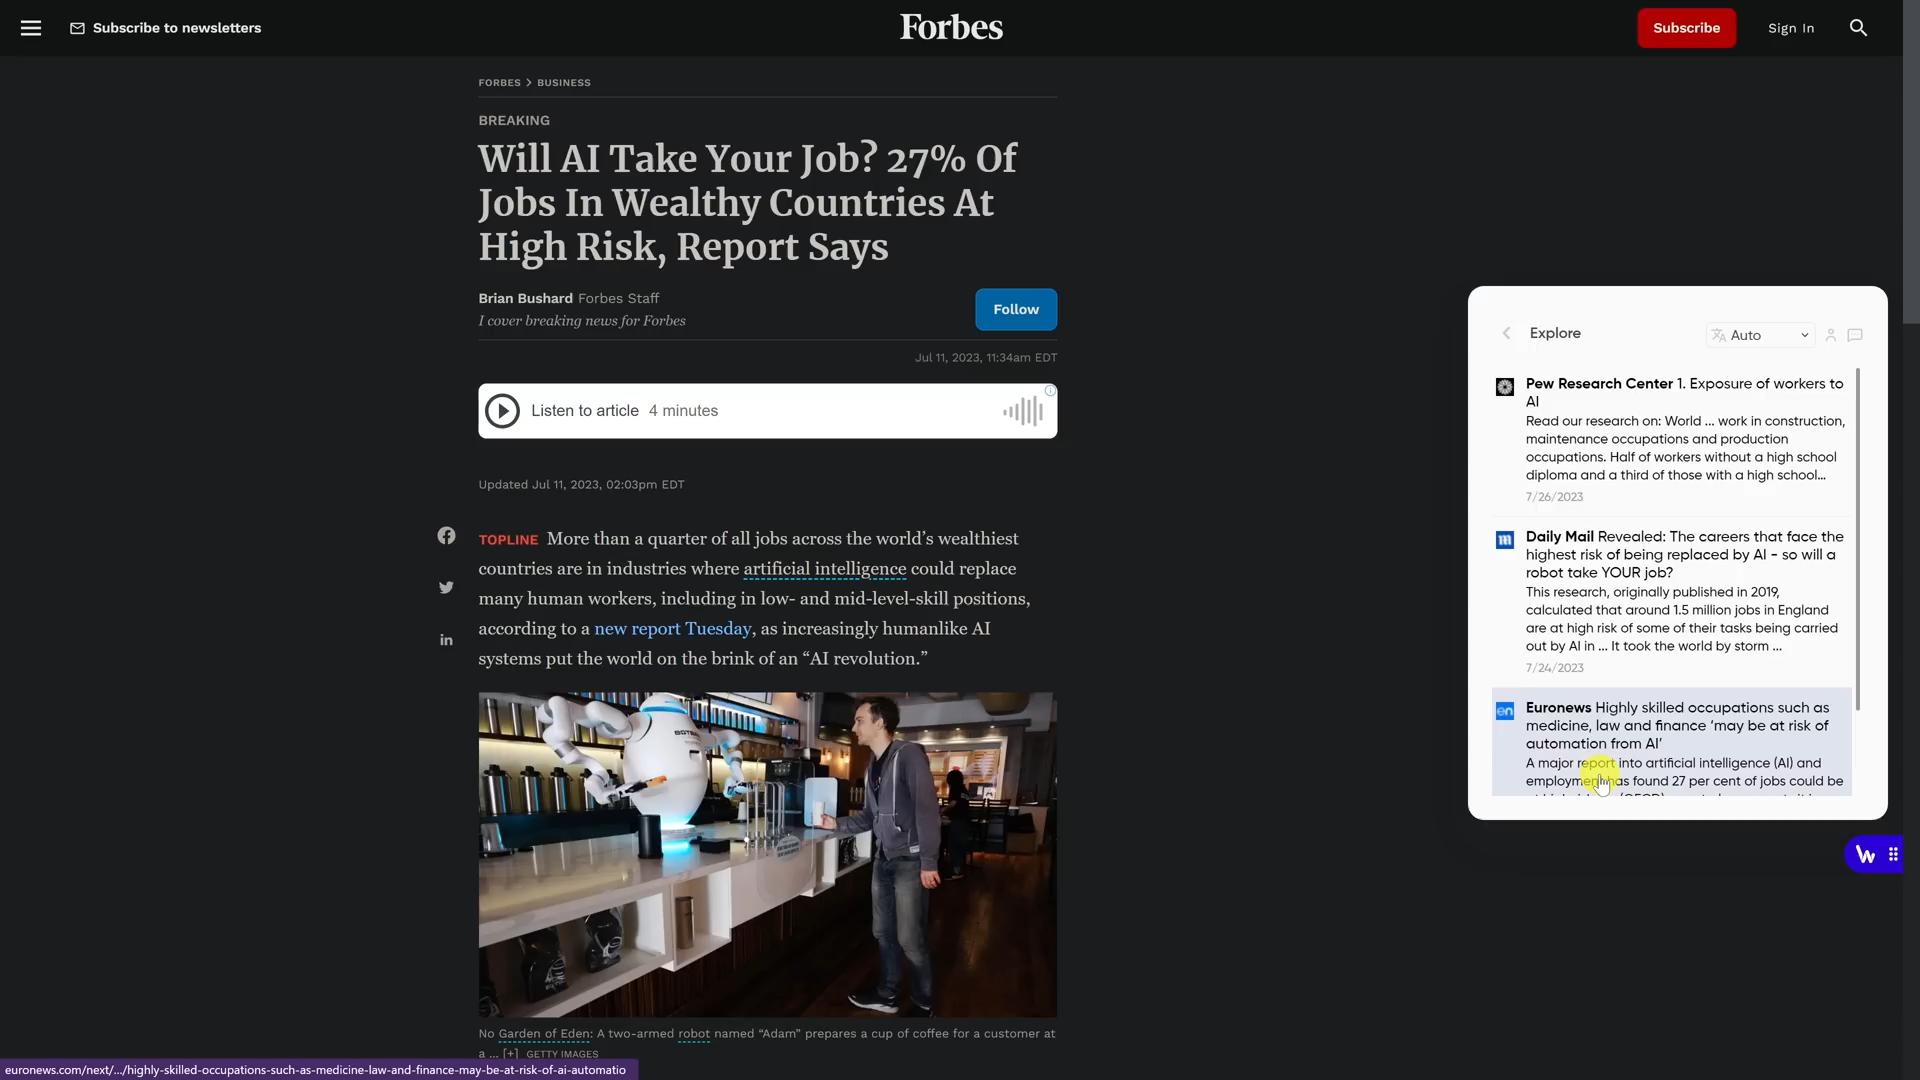 Subscribe to newsletters
Forbes
Subscribe
Sign In
FORBES > BUSINESS
BREAKING
Will AI Take Your Job? 27% Of
Jobs In Wealthy Countries At
High Risk, Report Says
Brian Bushard Forbes Staff
I cover breaking news for Forbes
Follow
Jul 11, 2023, 11:34am EDT
Listen to article 4 minutes
Updated Jul 11, 2023, 02:03pm EDT
TOPLINE More than a quarter of all jobs across the world’s wealthiest
countries are in industries where artificial intelligence could replace
many human workers, including in low- and mid-level-skill positions,
according to a new report Tuesday, as increasingly humanlike AI
systems put the world on the brink of an “AI revolution.”
No Garden of Eden: A two-armed robot named “Adam” prepares a cup of coffee for a customer at
a ... [+] GETTY IMAGES
Explore
Auto
Pew Research Center 1. Exposure of workers to
AI
Read our research on: World ... work in construction,
maintenance occupations and production
occupations. Half of workers without a high school
diploma and a third of those with a high school...
7/26/2023
Daily Mail Revealed: The careers that face the
highest risk of being replaced by AI - so will a
robot take YOUR job?
This research, originally published in 2019,
calculated that around 1.5 million jobs in England
are at high risk of some of their tasks being carried
out by AI in ... It took the world by storm ...
7/24/2023
en
Euronews Highly skilled occupations such as
medicine, law and finance ‘may be at risk of
automation from AI’
A major report into artificial intelligence (AI) and
employment has found 27 per cent of jobs could be
euronews.com/next/.../highly-skilled-occupations-such-as-medicine-law-and-finance-may-be-at-risk-of-ai-automatio